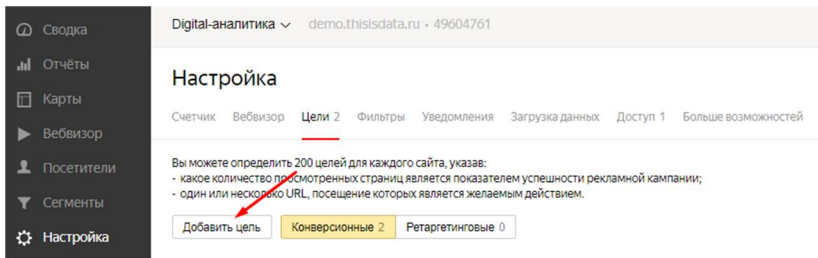 Сводка
Отчёты
Карты
Вебвизор
Посетители
Сегменты
Настройка
Digital-аналитика demo.thisisdata.ru • 49604761
Настройка
Счетчик Вебвизор Цели 2 Фильтры Уведомления Загрузка данных Доступ 1 Больше возможностей
Вы можете определить 200 целей для каждого сайта, указав:
- какое количество просмотренных страниц является показателем успешности рекламной кампании;
- один или несколько URL, посещение которых является желаемым действием.
Добавить цель Конверсионные 2 Ретаргетинговые 0